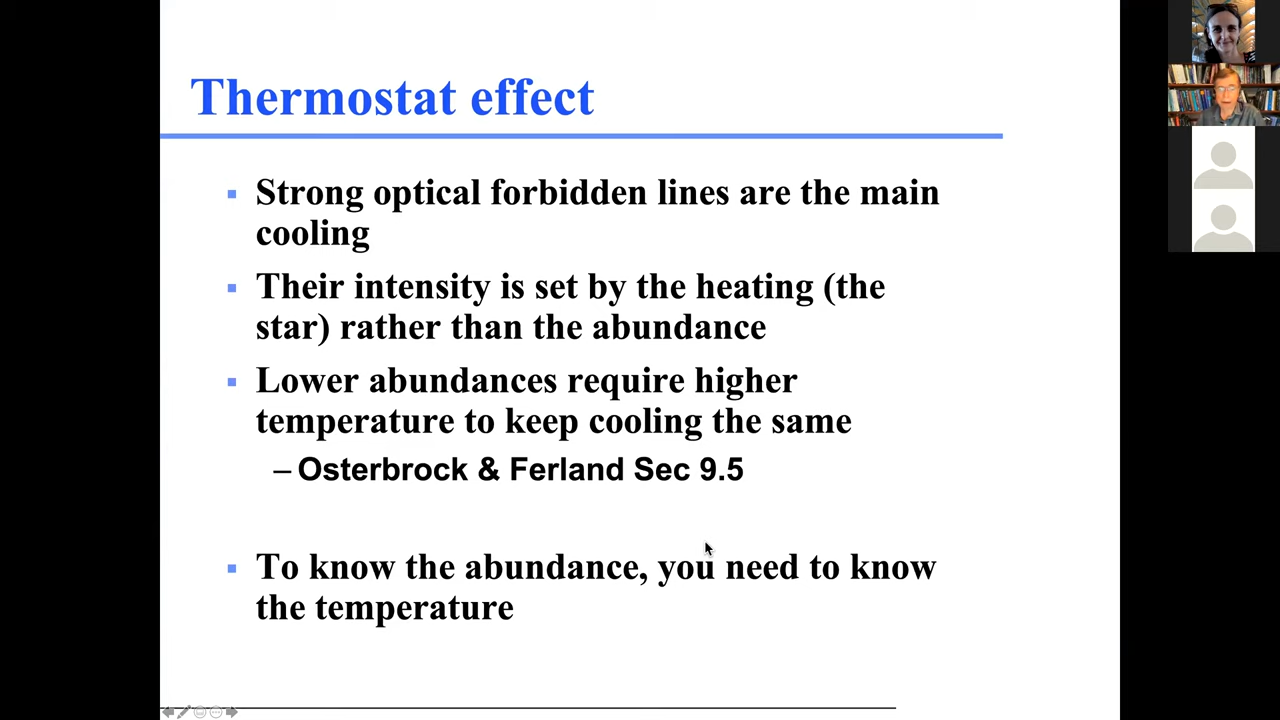 Thermostat effect
▪ Strong optical forbidden lines are the main
cooling
▪ Their intensity is set by the heating (the
star) rather than the abundance
▪ Lower abundances require higher
temperature to keep cooling the same
– Osterbrock & Ferland Sec 9.5
▪ To know the abundance, you need to know
the temperature